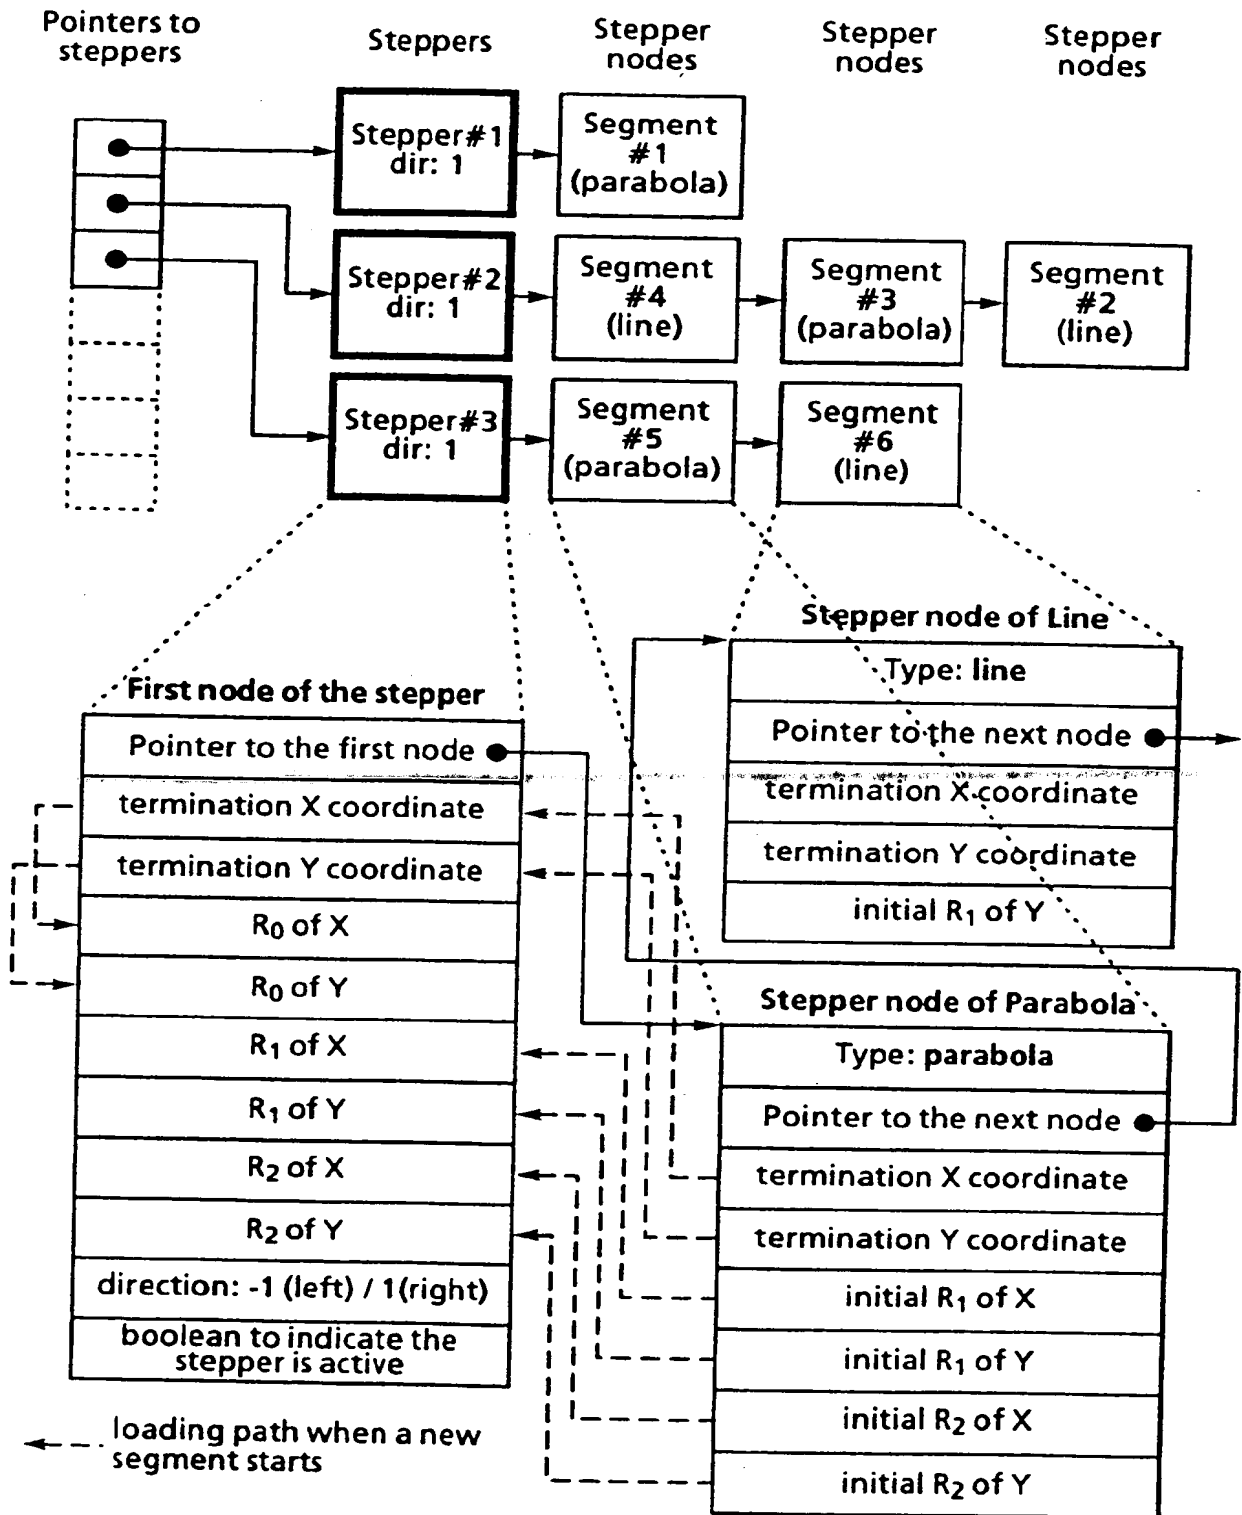 Pointers to
steppers
Steppers
Stepper
nodes
Stepper
nodes
Stepper
nodes
Stepper#1
dir: 1
Segment
#1
(parabola)
Stepper#2
dir: 1
Segment
#4
(line)
Segment
#3
(parabola)
Segment
#2
(line)
Stepper#3
dir: 1
Segment
#5
(parabola)
Segment
#6
(line)
Stepper node of Line
Type: line
Pointer to the next node
termination X coordinate
termination Y coordinate
initial R1 of Y
First node of the stepper
Pointer to the first node
termination X coordinate
termination Y coordinate
R0 of X
R0 of Y
R1 of X
R1 of Y
R2 of X
R2 of Y
direction: -1 (left) / 1(right)
boolean to indicate the
stepper is active
Stepper node of Parabola
Type: parabola
Pointer to the next node
termination X coordinate
termination Y coordinate
initial R1 of X
initial R1 of Y
initial R2 of X
initial R2 of Y
loading path when a new
segment starts